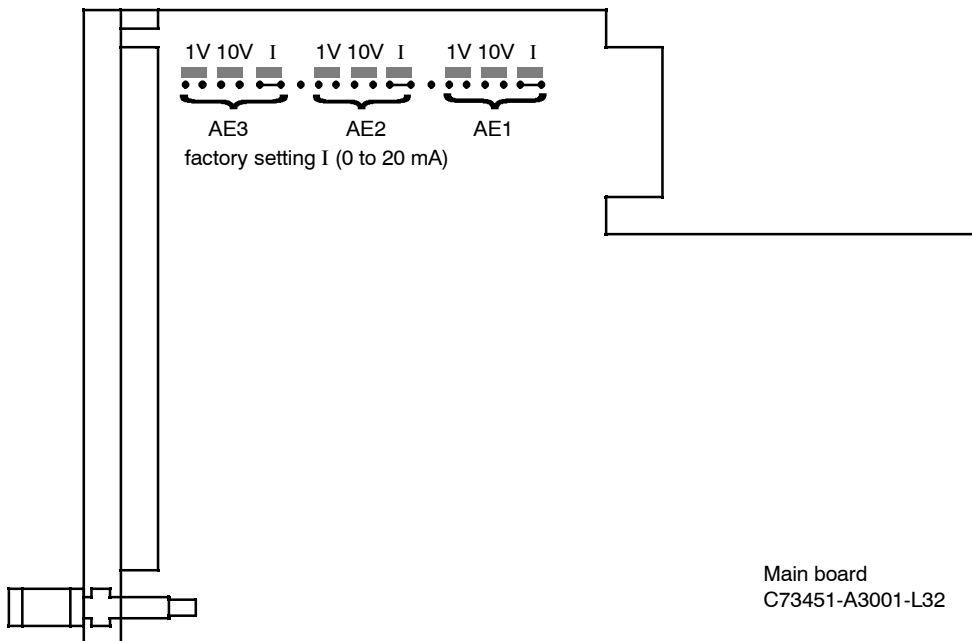 1V 10V I 1V 10V I 1V 10V I
AE3 AE2 AE1
factory setting I (0 to 20 mA)
Main board
C73451-A3001-L32